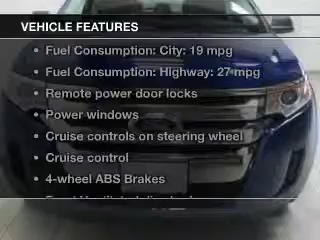 VEHICLE FEATURES
• Fuel Consumption: City: 19 mpg
• Fuel Consumption: Highway: 27 mpg
• Remote power door locks
• Power windows
• Cruise controls on steering wheel
• Cruise control
• 4-wheel ABS Brakes